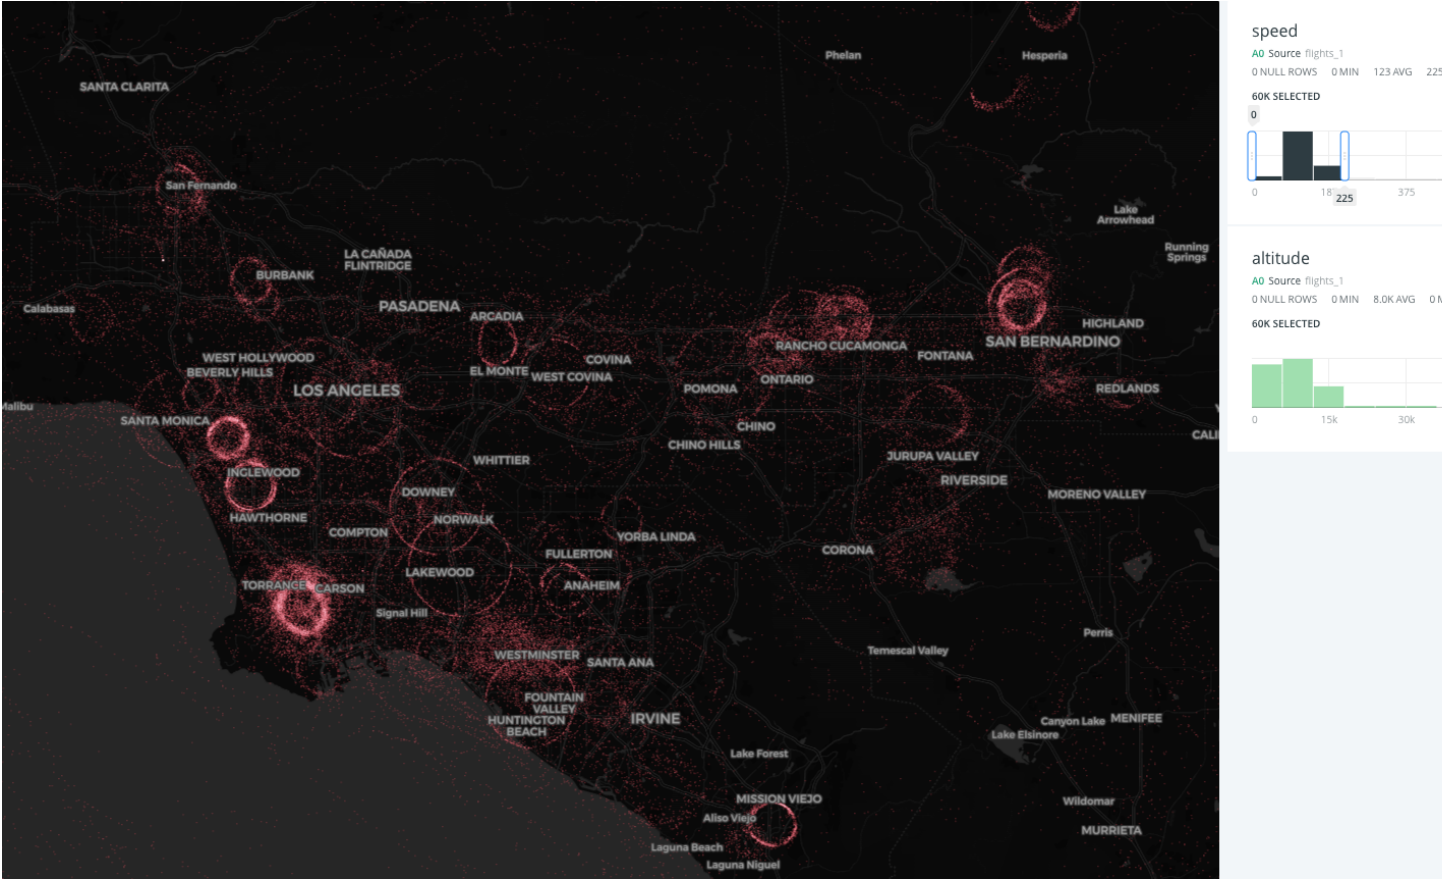 Phelan
Hesperia
SANTA CLARITA
San Fernando
Lake
Arrowhead
Running
Springs
LA CAÑADA
FLINTRIDGE
BURBANK
Calabasas
PASADENA
ARCADIA
HIGHLAND
SAN BERNARDINO
RANCHO CUCAMONGA
FONTANA
WEST HOLLYWOOD
BEVERLY HILLS
COVINA
EL MONTE
WEST COVINA
ONTARIO
POMONA
REDLANDS
LOS ANGELES
Malibu
SANTA MONICA
CHINO
CHINO HILLS
CALI
JURUPA VALLEY
WHITTIER
INGLEWOOD
RIVERSIDE
DOWNEY
MORENO VALLEY
HAWTHORNE
NORWALK
COMPTON
YORBA LINDA
FULLERTON
CORONA
LAKEWOOD
TORRANCE
CARSON
ANAHEIM
Signal Hill
Perris
Temescal Valley
WESTMINSTER
SANTA ANA
FOUNTAIN
VALLEY
HUNTINGTON
BEACH
IRVINE
Canyon Lake
MENIFEE
Lake Elsinore
Lake Forest
MISSION VIEJO
Wildomar
Aliso Viejo
MURRIETA
Laguna Beach
Laguna Niguel
speed
A0 Source flights_1
0 NULL ROWS 0 MIN 123 AVG 225
60K SELECTED
0
0 18 375
225
altitude
A0 Source flights_1
0 NULL ROWS 0 MIN 8.0K AVG 0 M
60K SELECTED
0 15k 30k